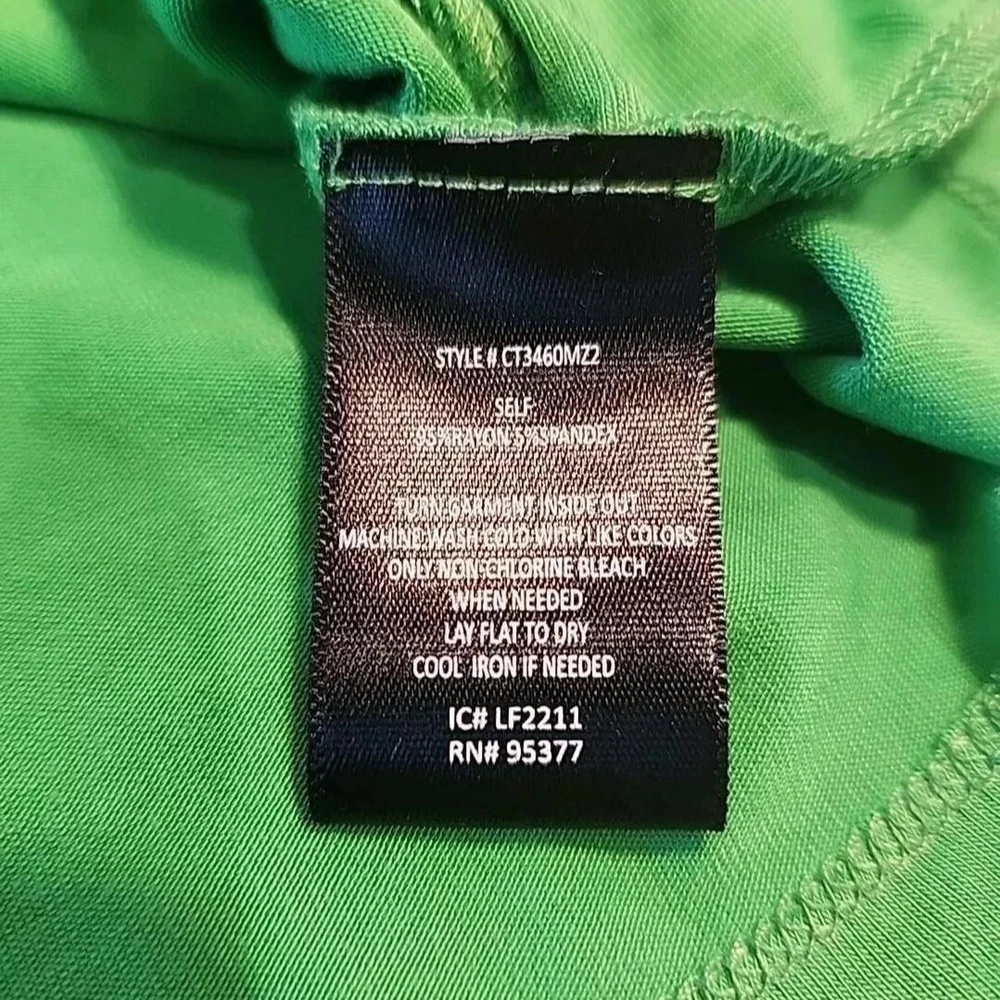 STYLE # CT3460MZ2
SELF:
95%RAYON 5%SPANDEX
TURN GARMENT INSIDE OUT
MACHINE WASH COLD WITH LIKE COLORS
ONLY NON-CHLORINE BLEACH
WHEN NEEDED
LAY FLAT TO DRY
COOL IRON IF NEEDED
IC# LF2211
RN# 95377